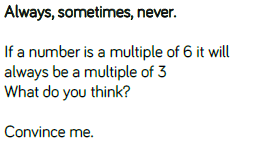 Always, sometimes, never.
If a number is a multiple of 6 it will
always be a multiple of 3
What do you think?
Convince me.